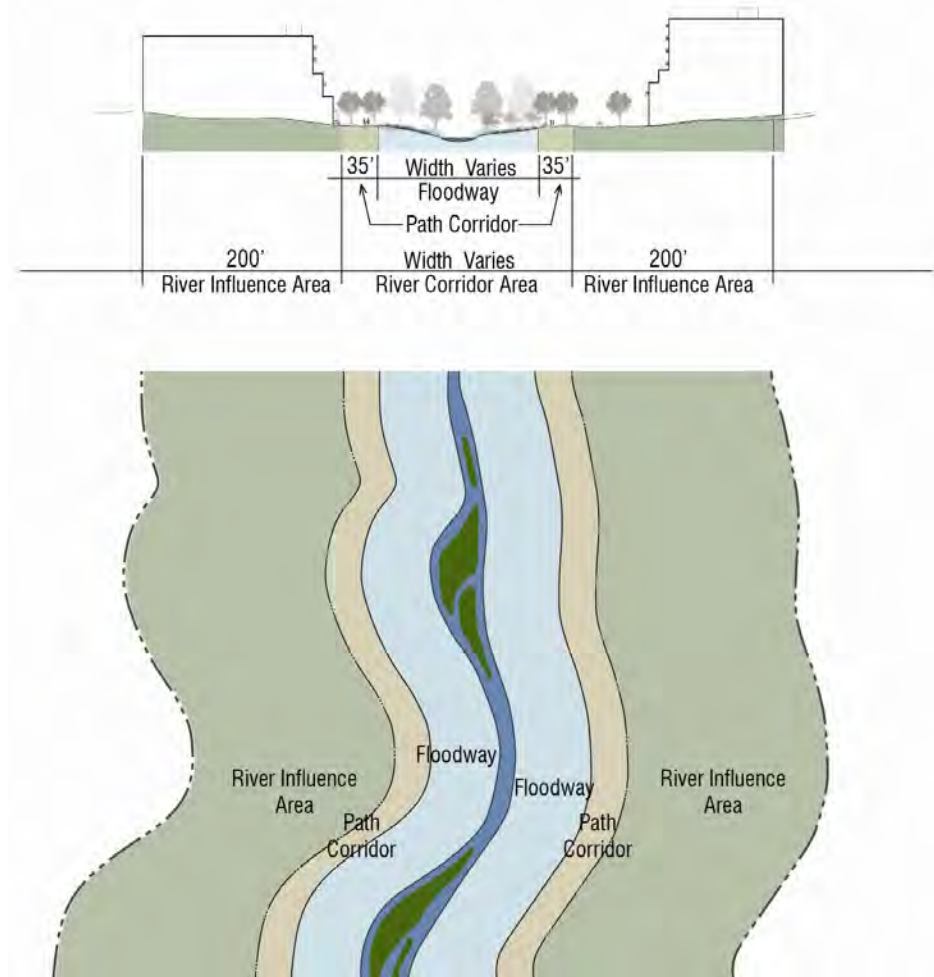 35' Width Varies 35'
Floodway
Path Corridor
200' Width Varies 200'
River Influence Area River Corridor Area River Influence Area
Floodway
River Influence
Area
Floodway
River Influence
Area
Path
Corridor
Path
Corridor